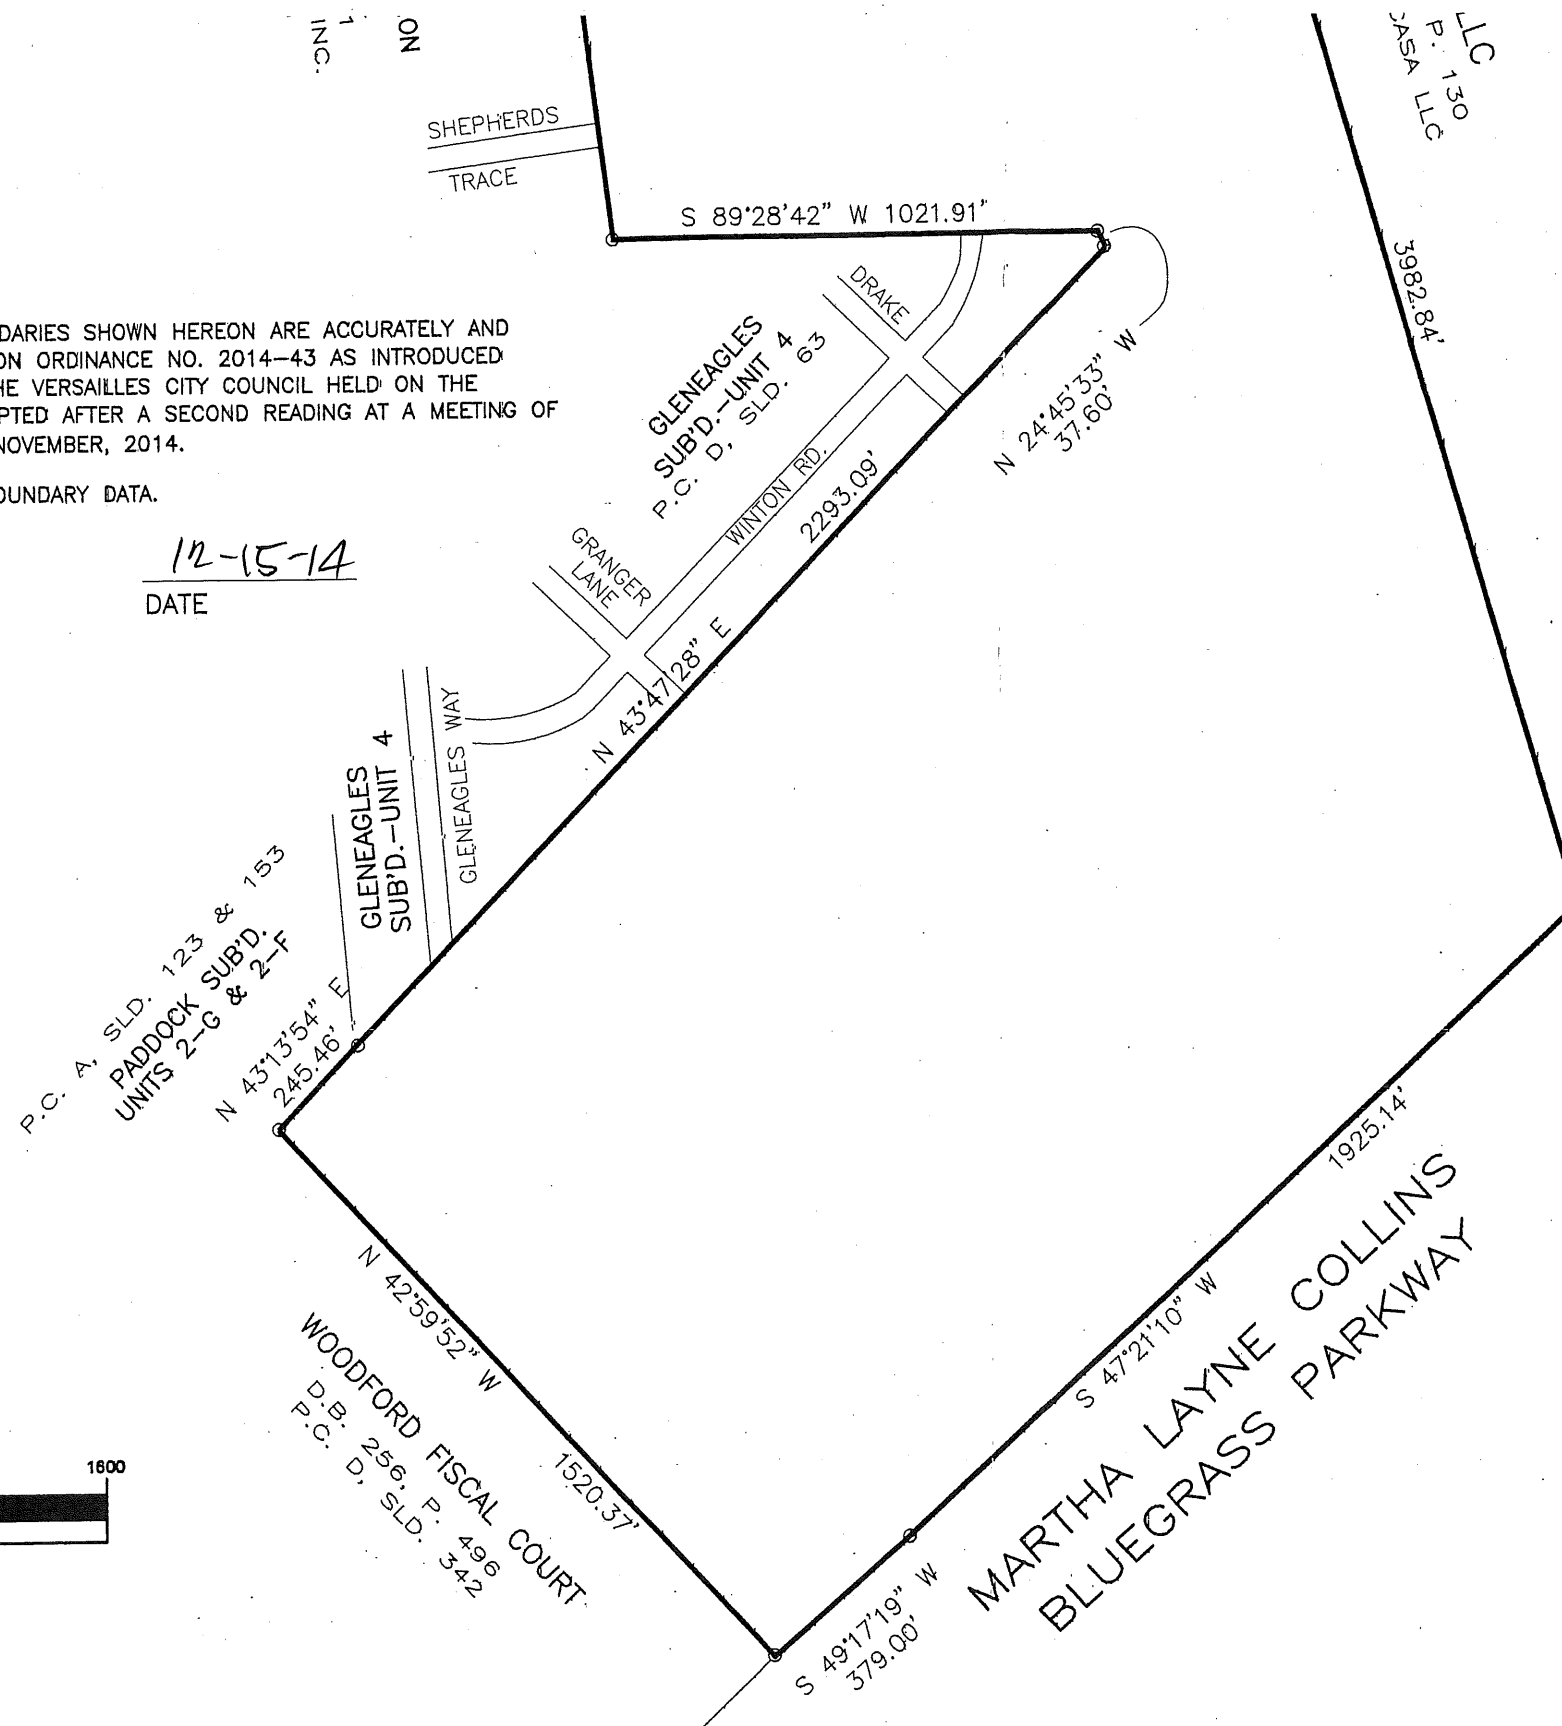 ON
1
INC.
LLC
P. 130
CASA LLC
SHEPHERDS
TRACE
S 89°28'42" W 1021.91"
3982.84'
DRAKE
GLENEAGLES
SUB'D.-UNIT 4
P.C. D, SLD. 63
N 24°45'33" W
37.60'
DARIES SHOWN HEREON ARE ACCURATELY AND
ON ORDINANCE NO. 2014-43 AS INTRODUCED
HE VERSAILLES CITY COUNCIL HELD ON THE
PTED AFTER A SECOND READING AT A MEETING OF
NOVEMBER, 2014.
OUNDARY DATA.
12-15-14
DATE
WINTON RD.
2293.09'
GRANGER
LANE
N 43°47'28" E
GLENEAGLES WAY
GLENEAGLES
SUB'D.-UNIT 4
P.C. A, SLD. 123 & 153
PADDOCK SUB'D.
UNITS 2-G & 2-F
N 43°13'54" E
245.46'
N 42°59'52" W
1520.37'
WOODFORD FISCAL COURT
D.B. 256, P. 496
P.C. D, SLD. 342
1925.14'
S 47°21'10" W
MARTHA LAYNE COLLINS
BLUEGRASS PARKWAY
S 49°17'19" W
379.00'
1600